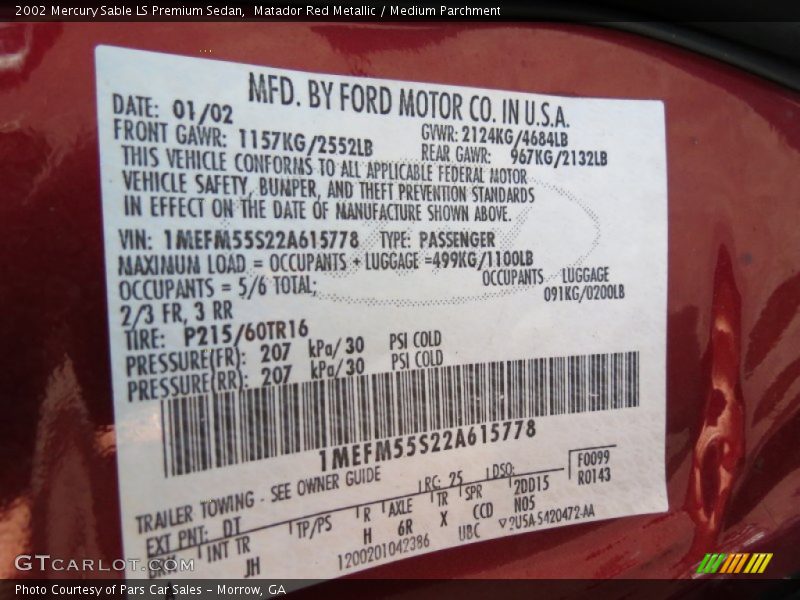 2002 Mercury Sable LS Premium Sedan, Matador Red Metallic / Medium Parchment
MFD. BY FORD MOTOR CO. IN U.S.A.
DATE: 01/02 GVWR: 2124KG/4684LB
FRONT GAWR: 1157KG/2552LB REAR GAWR: 967KG/2132LB
THIS VEHICLE CONFORMS TO ALL APPLICABLE FEDERAL MOTOR
VEHICLE SAFETY, BUMPER, AND THEFT PREVENTION STANDARDS
IN EFFECT ON THE DATE OF MANUFACTURE SHOWN ABOVE.
VIN: 1MEFM55S22A615778 TYPE: PASSENGER
MAXIMUM LOAD = OCCUPANTS + LUGGAGE =499KG/1100LB
OCCUPANTS = 5/6 TOTAL; OCCUPANTS LUGGAGE
2/3 FR, 3 RR 091KG/0200LB
TIRE: P215/60TR16
PRESSURE(FR): 207 kPa/30 PSI COLD
PRESSURE(RR): 207 kPa/30 PSI COLD
1MEFM55S22A615778
TRAILER TOWING - SEE OWNER GUIDE RC: 25 DSO: F0099
EXT PNT: DT 2DD15 R0143
INT TR TP/PS R AXLE TR SPR NOS
JH H 6R X CCD
1200201042386 UBC ▽?USA-5420472-AA
GTCARLOT.COM
Photo Courtesy of Pars Car Sales - Morrow, GA